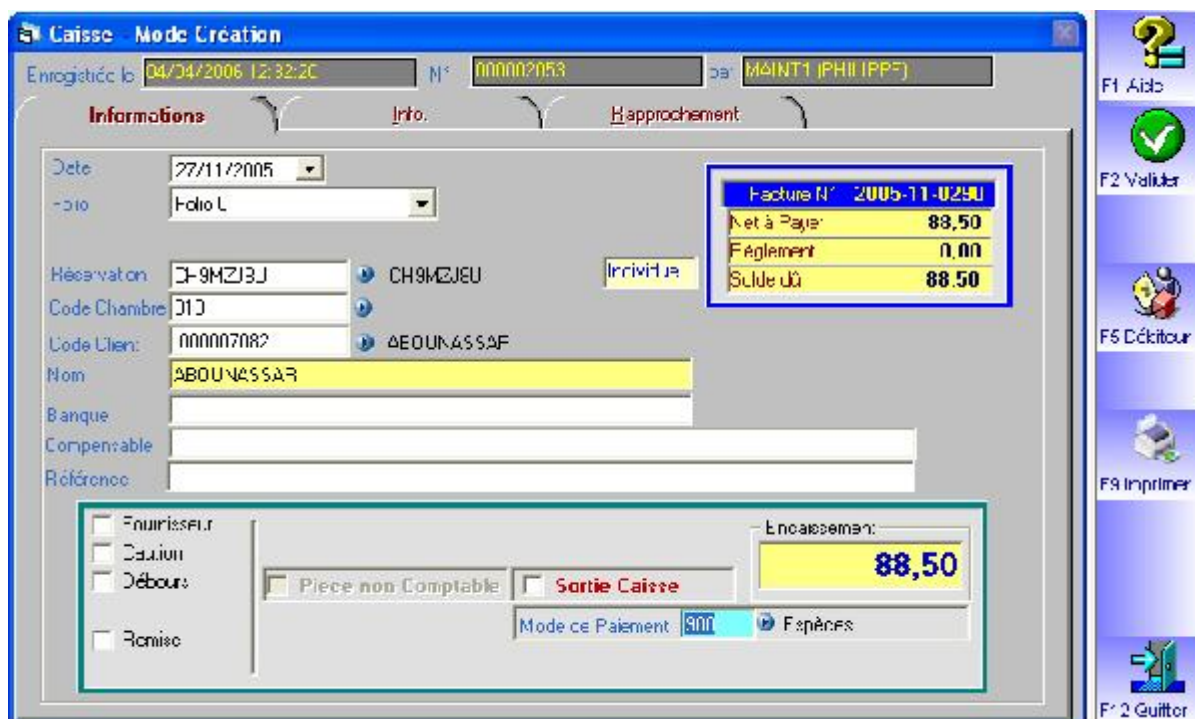 Caisse - Mode Création
Enregistrée le 04/04/2006 12:32:20 N° 000002053 par MAINT1 (PHILIPPE)
Informations Info. Rapprochement
Date 27/11/2005
Folio Folio
Facture N° 2005-11-0290
Net à Payer 88,50
Réglement 0,00
Solde dû 88,50
Réservation
Individuel
Code Chambre
Code Client 000007082 ABOUNASSAR
Nom ABOUNASSAR
Banque
Compensable
Référence
Fournisseur
Caution
Débours
Remise
Pièce non Comptable
Sortie Caisse
Encaissement
88,50
Mode de Paiement 900 Espèces
F1 Aide
F2 Valider
F5 Débiteur
F9 Imprimer
F12 Quitter